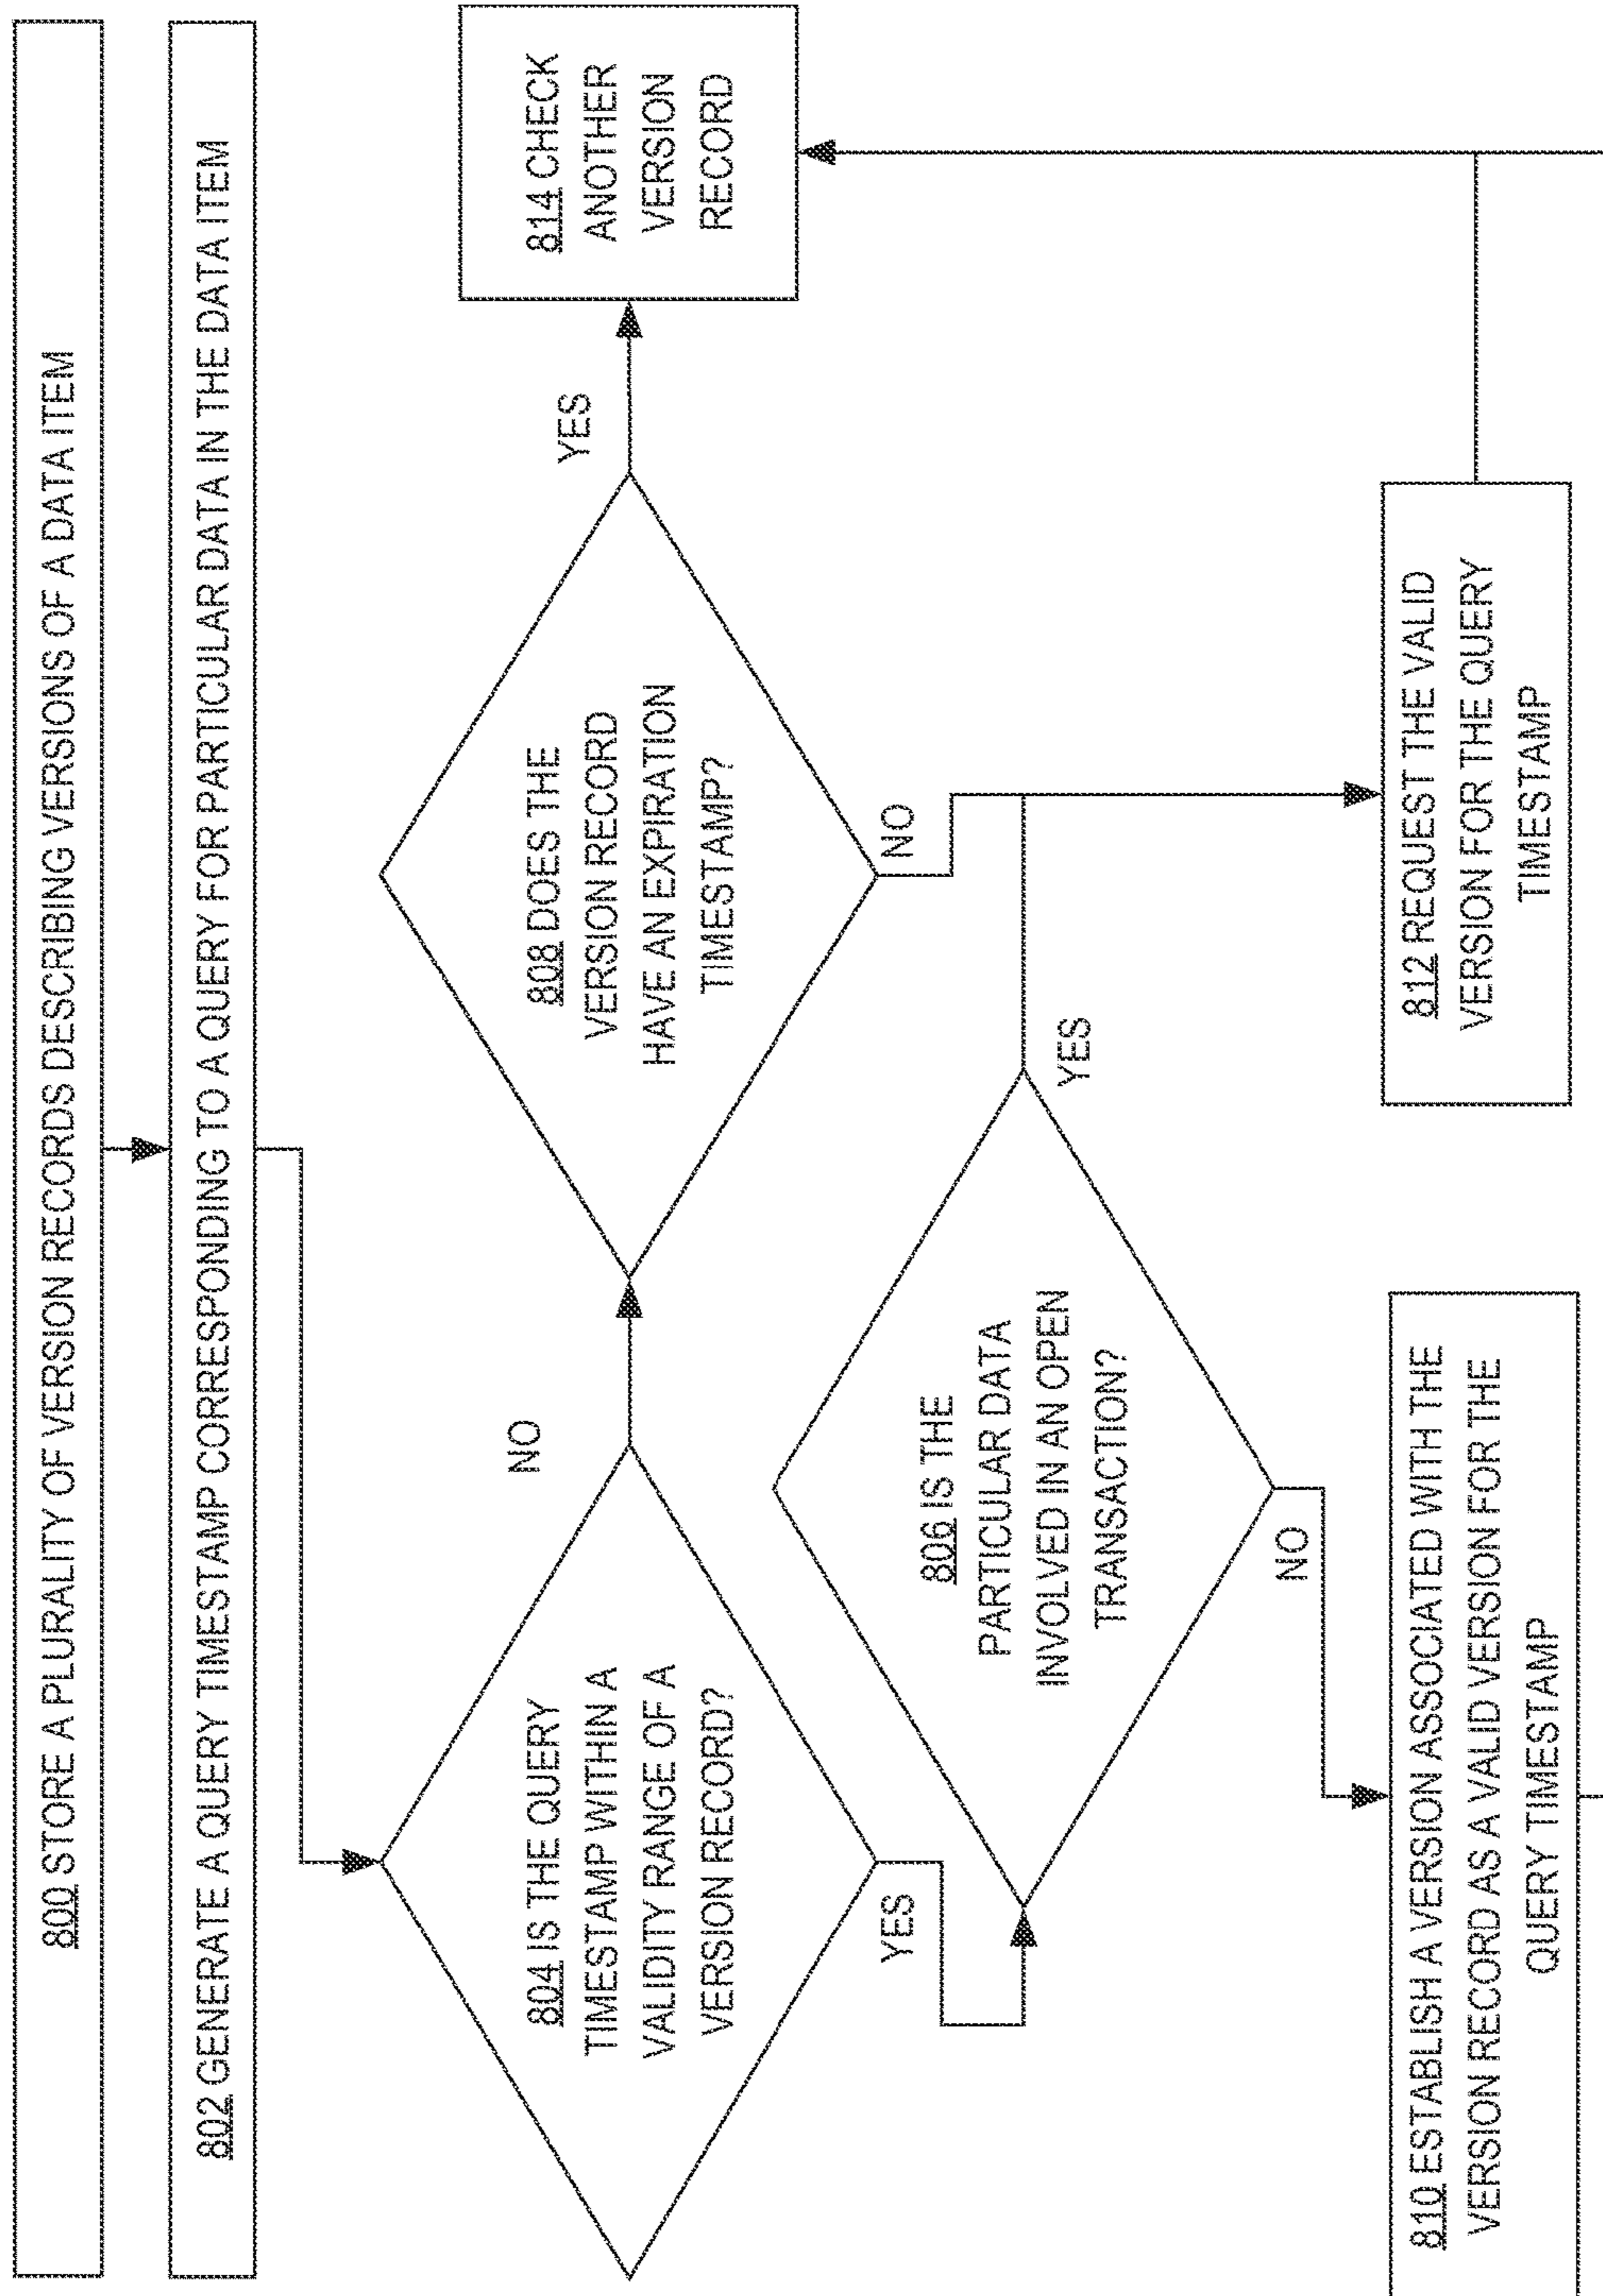 800 STORE A PLURALITY OF VERSION RECORDS DESCRIBING VERSIONS OF A DATA ITEM
802 GENERATE A QUERY TIMESTAMP CORRESPONDING TO A QUERY FOR PARTICULAR DATA IN THE DATA ITEM
804 IS THE QUERY
TIMESTAMP WITHIN A
VALIDITY RANGE OF A
VERSION RECORD?
NO
YES
808 DOES THE
VERSION RECORD
HAVE AN EXPIRATION
TIMESTAMP?
YES
NO
814 CHECK
ANOTHER
VERSION
RECORD
806 IS THE
PARTICULAR DATA
INVOLVED IN AN OPEN
TRANSACTION?
YES
NO
810 ESTABLISH A VERSION ASSOCIATED WITH THE
VERSION RECORD AS A VALID VERSION FOR THE
QUERY TIMESTAMP
812 REQUEST THE VALID
VERSION FOR THE QUERY
TIMESTAMP